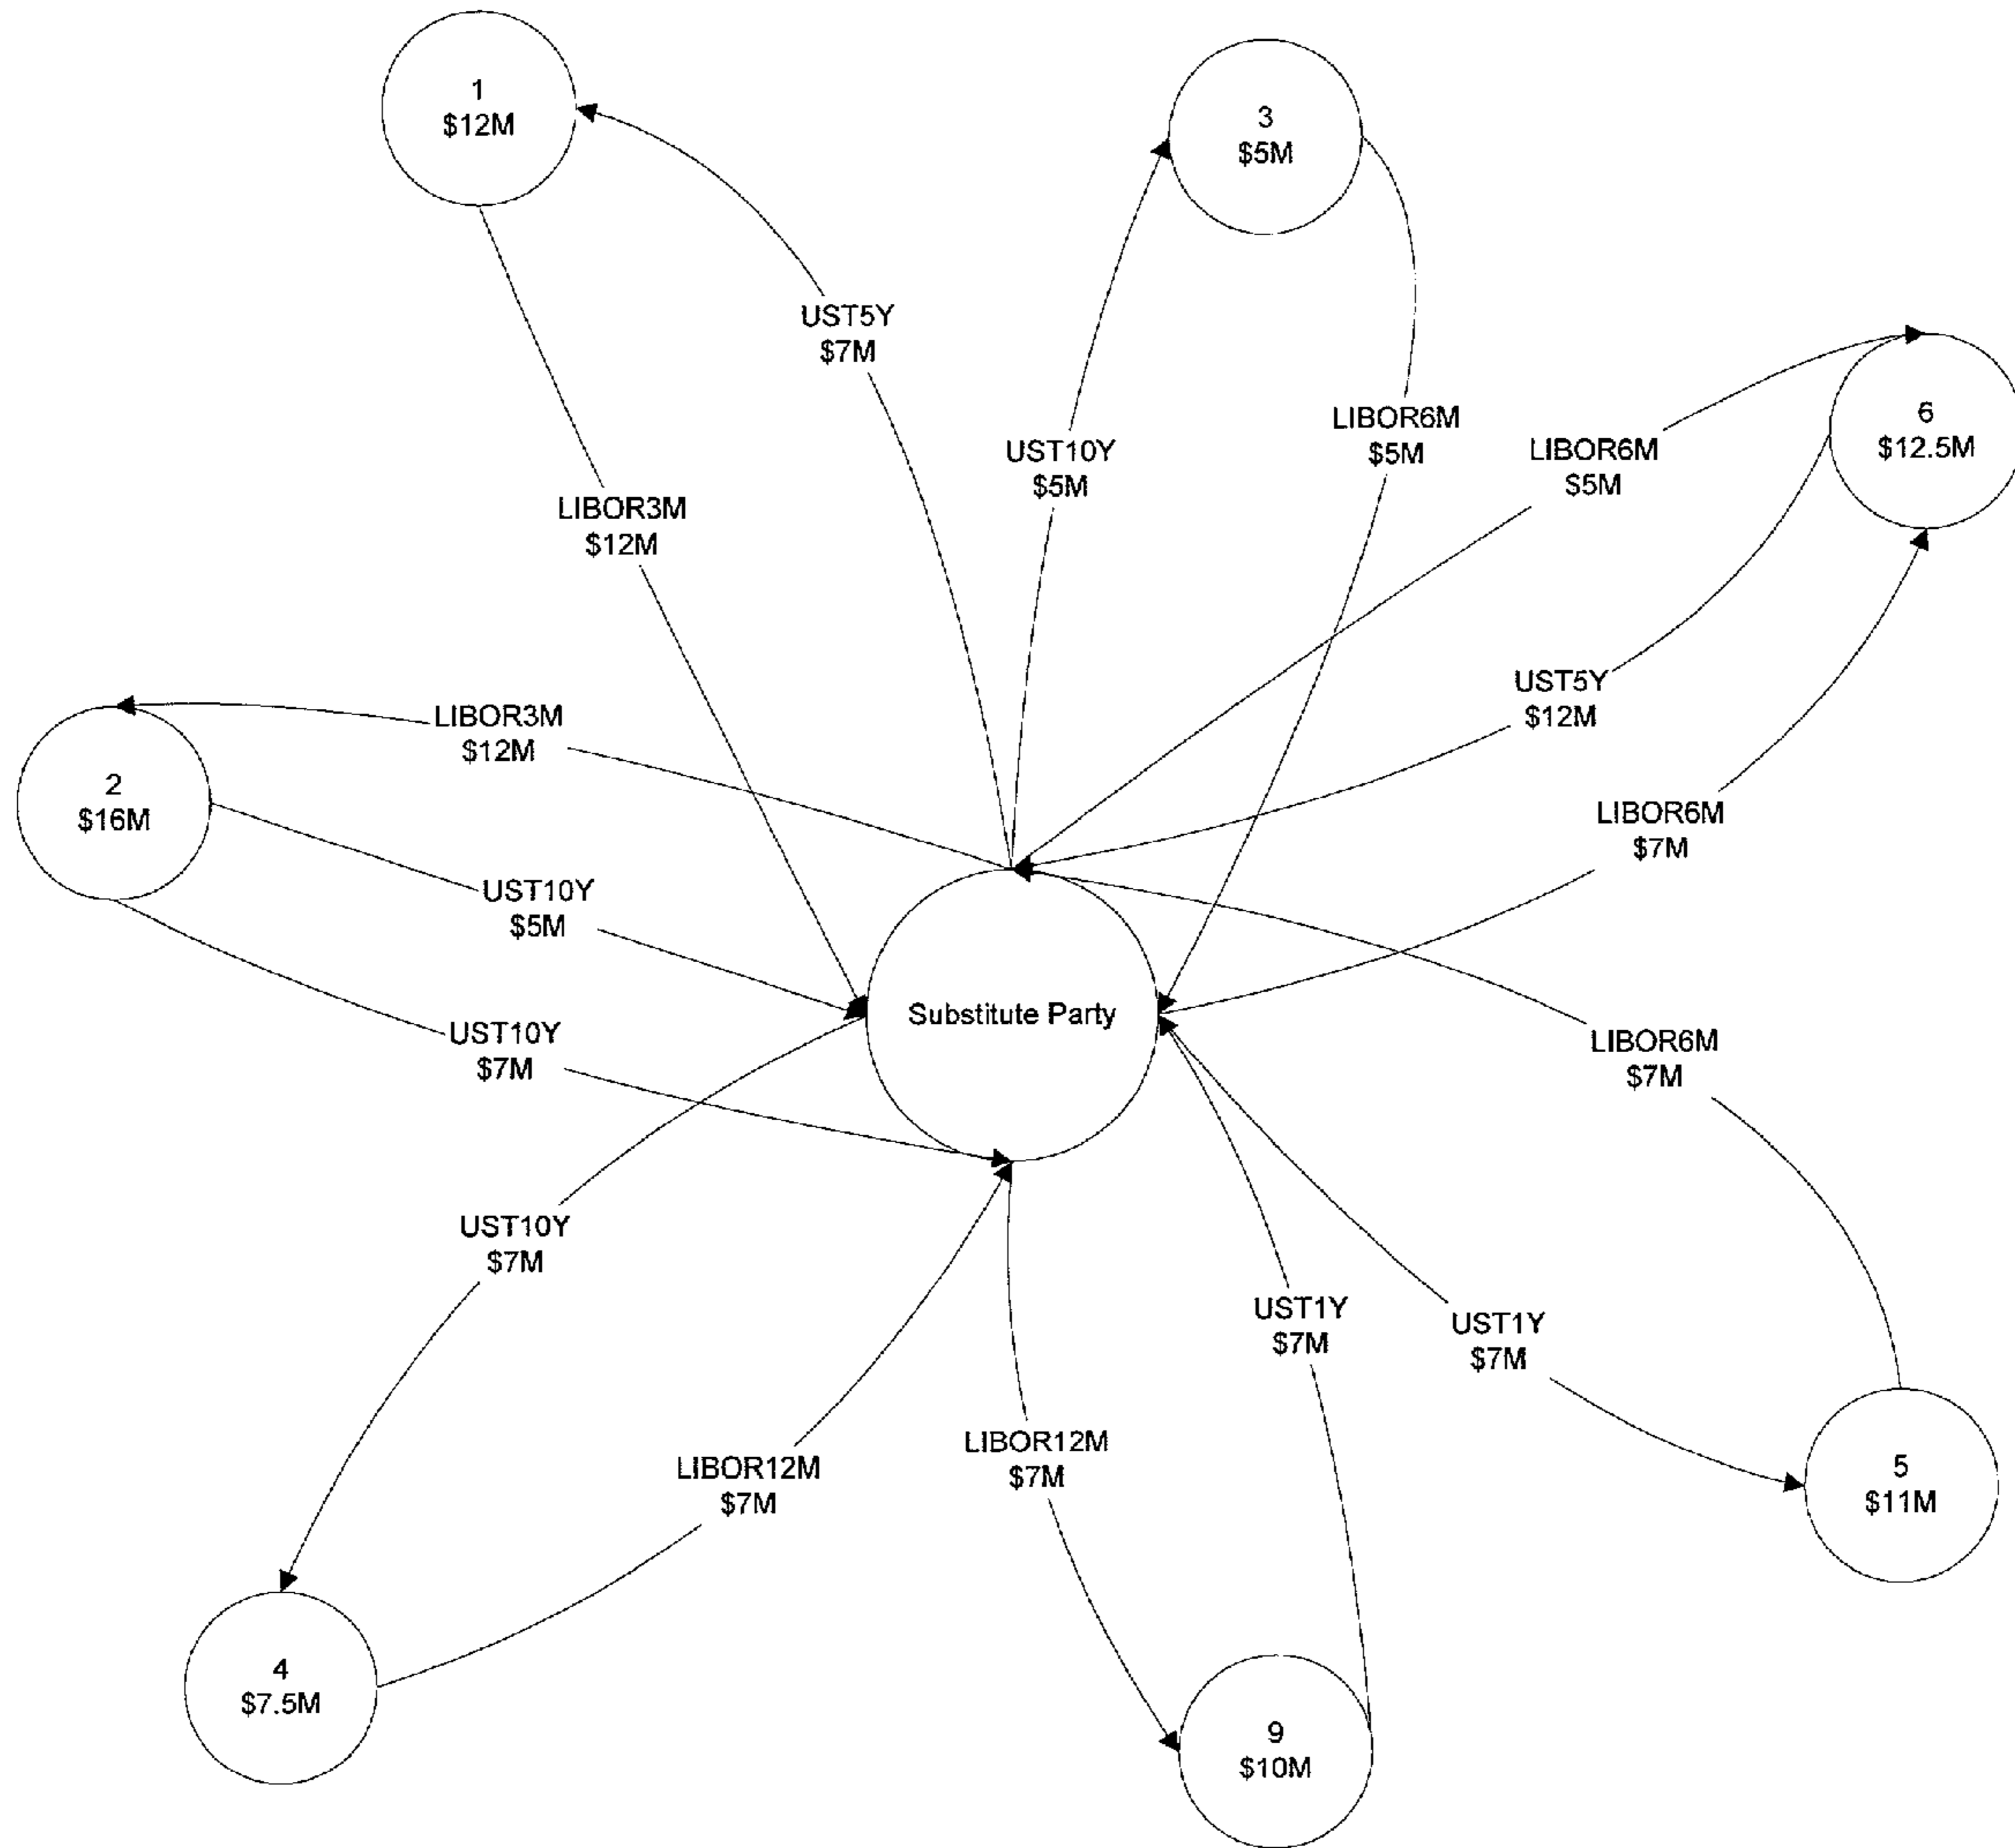 1
$12M
3
$5M
UST5Y
$7M
UST10Y
$5M
LIBOR6M
$5M
6
$12.5M
LIBOR6M
$5M
LIBOR3M
$12M
UST5Y
$12M
LIBOR3M
$12M
2
$16M
LIBOR6M
$7M
UST10Y
$5M
Substitute Party
UST10Y
$7M
LIBOR6M
$7M
UST10Y
$7M
UST1Y
$7M
UST1Y
$7M
LIBOR12M
$7M
LIBOR12M
$7M
5
$11M
4
$7.5M
9
$10M